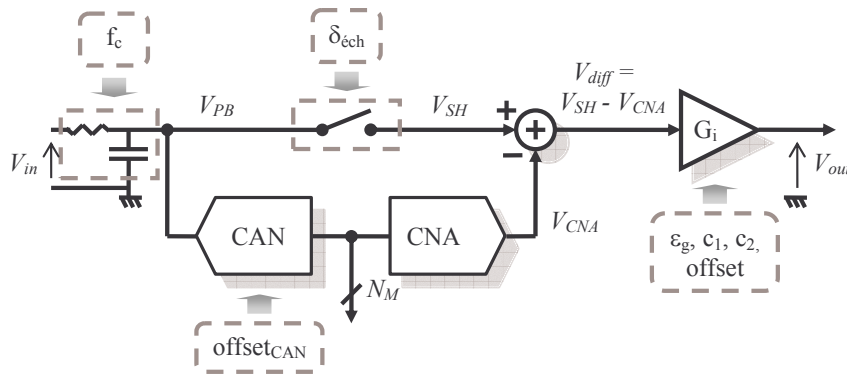 f_c
δ_éch
V_PB
V_SH
V_diff =
V_SH - V_CNA
G_i
V_in
V_out
CAN
CNA
V_CNA
N_M
ε_g, c_1, c_2,
offset
offset_CAN
+
+
−